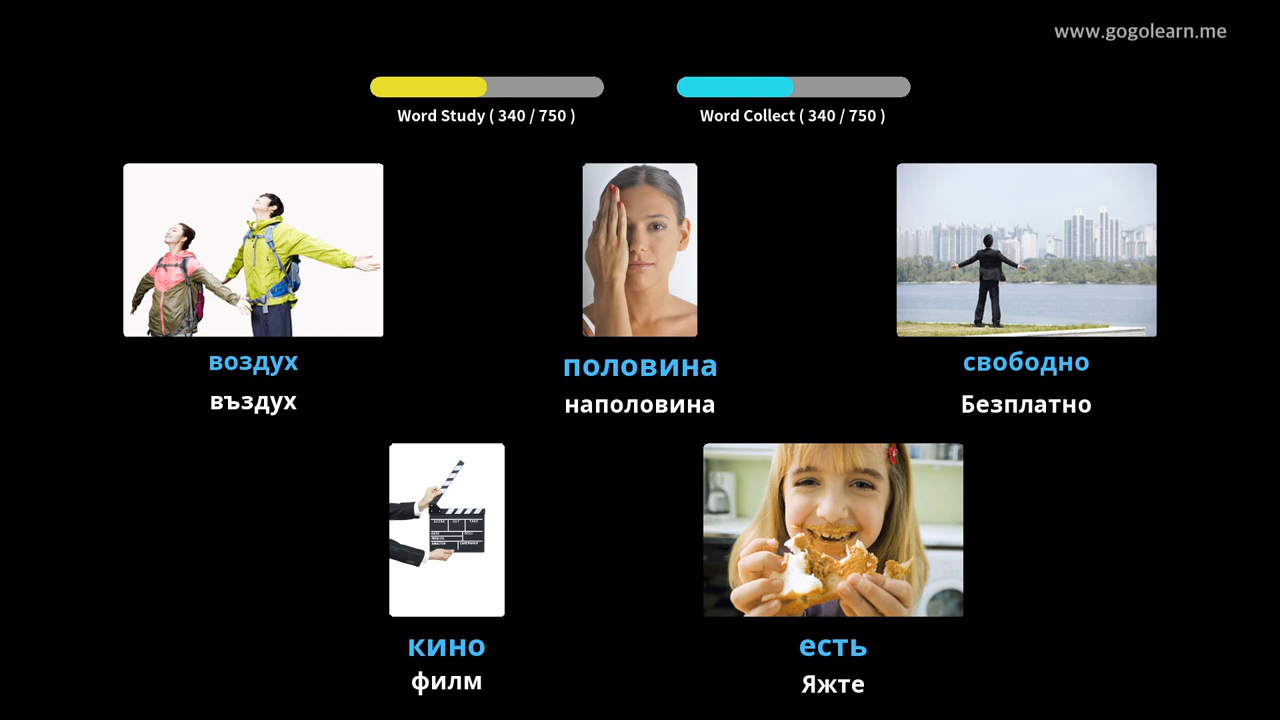 www.gogolearn.me
Word Study ( 340 / 750 )
Word Collect ( 340 / 750 )
воздух
половина
свободно
въздух
наполовина
Безплатно
кино
есть
филм
Яжте